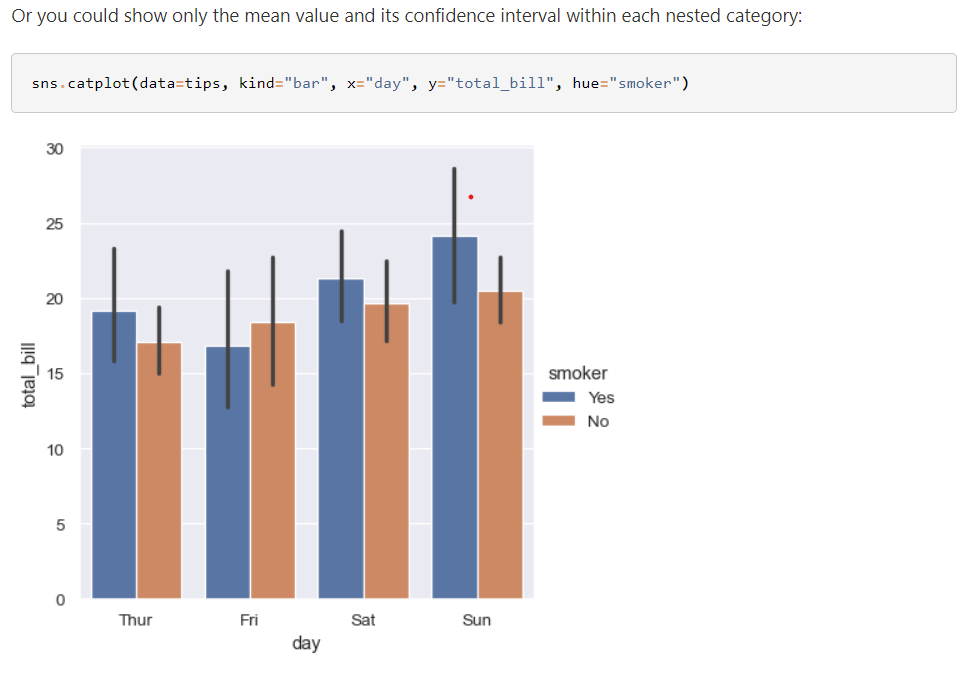 Or you could show only the mean value and its confidence interval within each nested category:
sns.catplot(data=tips, kind="bar", x="day", y="total_bill", hue="smoker")
30
25
20
15
10
5
0
total_bill
Thur Fri Sat Sun
day
smoker
Yes
No